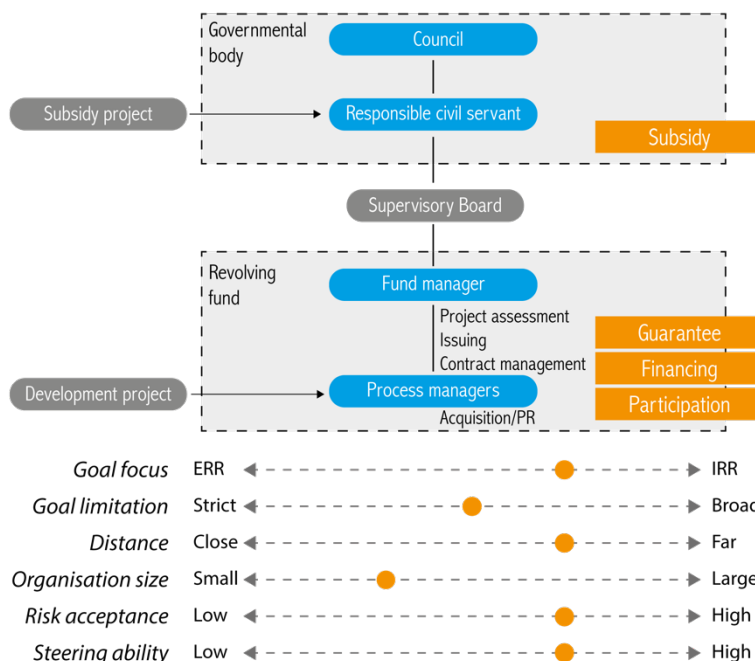 Governmental
body
Council
Subsidy project
Responsible civil servant
Subsidy
Supervisory Board
Revolving
fund
Fund manager
Project assessment
Issuing
Contract management
Guarantee
Financing
Participation
Development project
Process managers
Acquisition/PR
Goal focus ERR IRR
Goal limitation Strict Broad
Distance Close Far
Organisation size Small Large
Risk acceptance Low High
Steering ability Low High